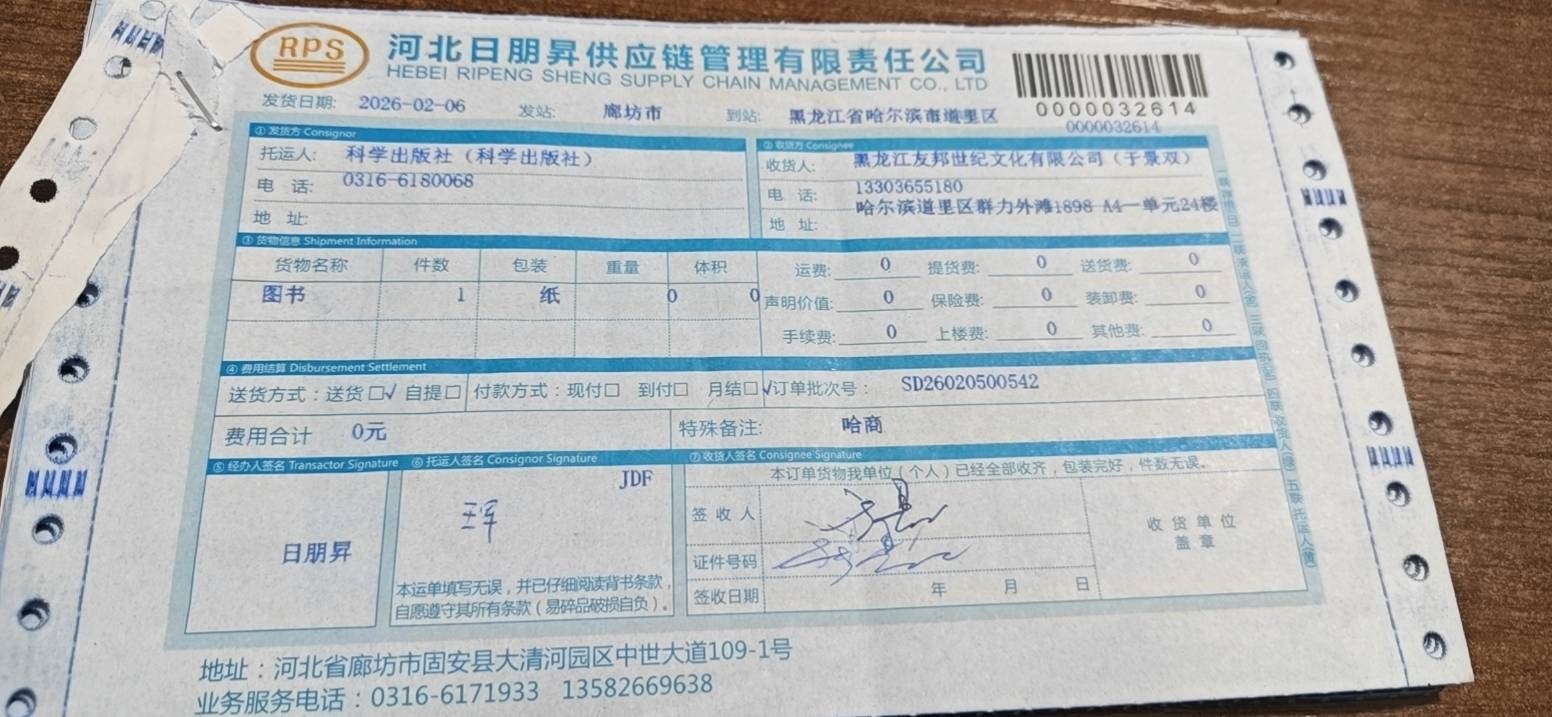 RPS
河北日朋昇供应链管理有限责任公司
HEBEI RIPENG SHENG SUPPLY CHAIN MANAGEMENT CO., LTD
0000032614
0000032614
发货日期: 2026-02-06 发站: 廊坊市 到站: 黑龙江省哈尔滨市道里区
① 发货方 Consignor
托运人: 科学出版社（科学出版社）
电 话: 0316-6180068
地 址:
② 收货方 Consignee
收货人: 黑龙江友邦世纪文化有限公司（于景双）
电 话: 13303655180
地 址: 哈尔滨道里区群力外滩1898 A4一单元24楼
③ 货物信息 Shipment Information
货物名称 件数 包装 重量 体积
图书 1 纸 0 0
运费: 0 提货费: 0 送货费: 0
声明价值: 0 保险费: 0 装卸费: 0
手续费: 0 上楼费: 0 其他费: 0
④ 费用结算 Disbursement Settlement
送货方式：送货□√ 自提□ 付款方式：现付□ 到付□ 月结□√ 订单批次号： SD26020500542
费用合计 0元 特殊备注: 哈商
⑤ 经办人签名 Transactor Signature
日朋昇
⑥ 托运人签名 Consignor Signature
JDF
本运单填写无误，并已仔细阅读背书条款，
自愿遵守其所有条款（易碎品破损自负）。
⑦ 收货人签名 Consignee Signature
本订单货物我单位（个人）已经全部收齐，包装完好，件数无误。
签 收 人
证件号码
签收日期 年 月 日
收 货 单 位
盖 章
地址：河北省廊坊市固安县大清河园区中世大道109-1号
业务服务电话：0316-6171933 13582669638